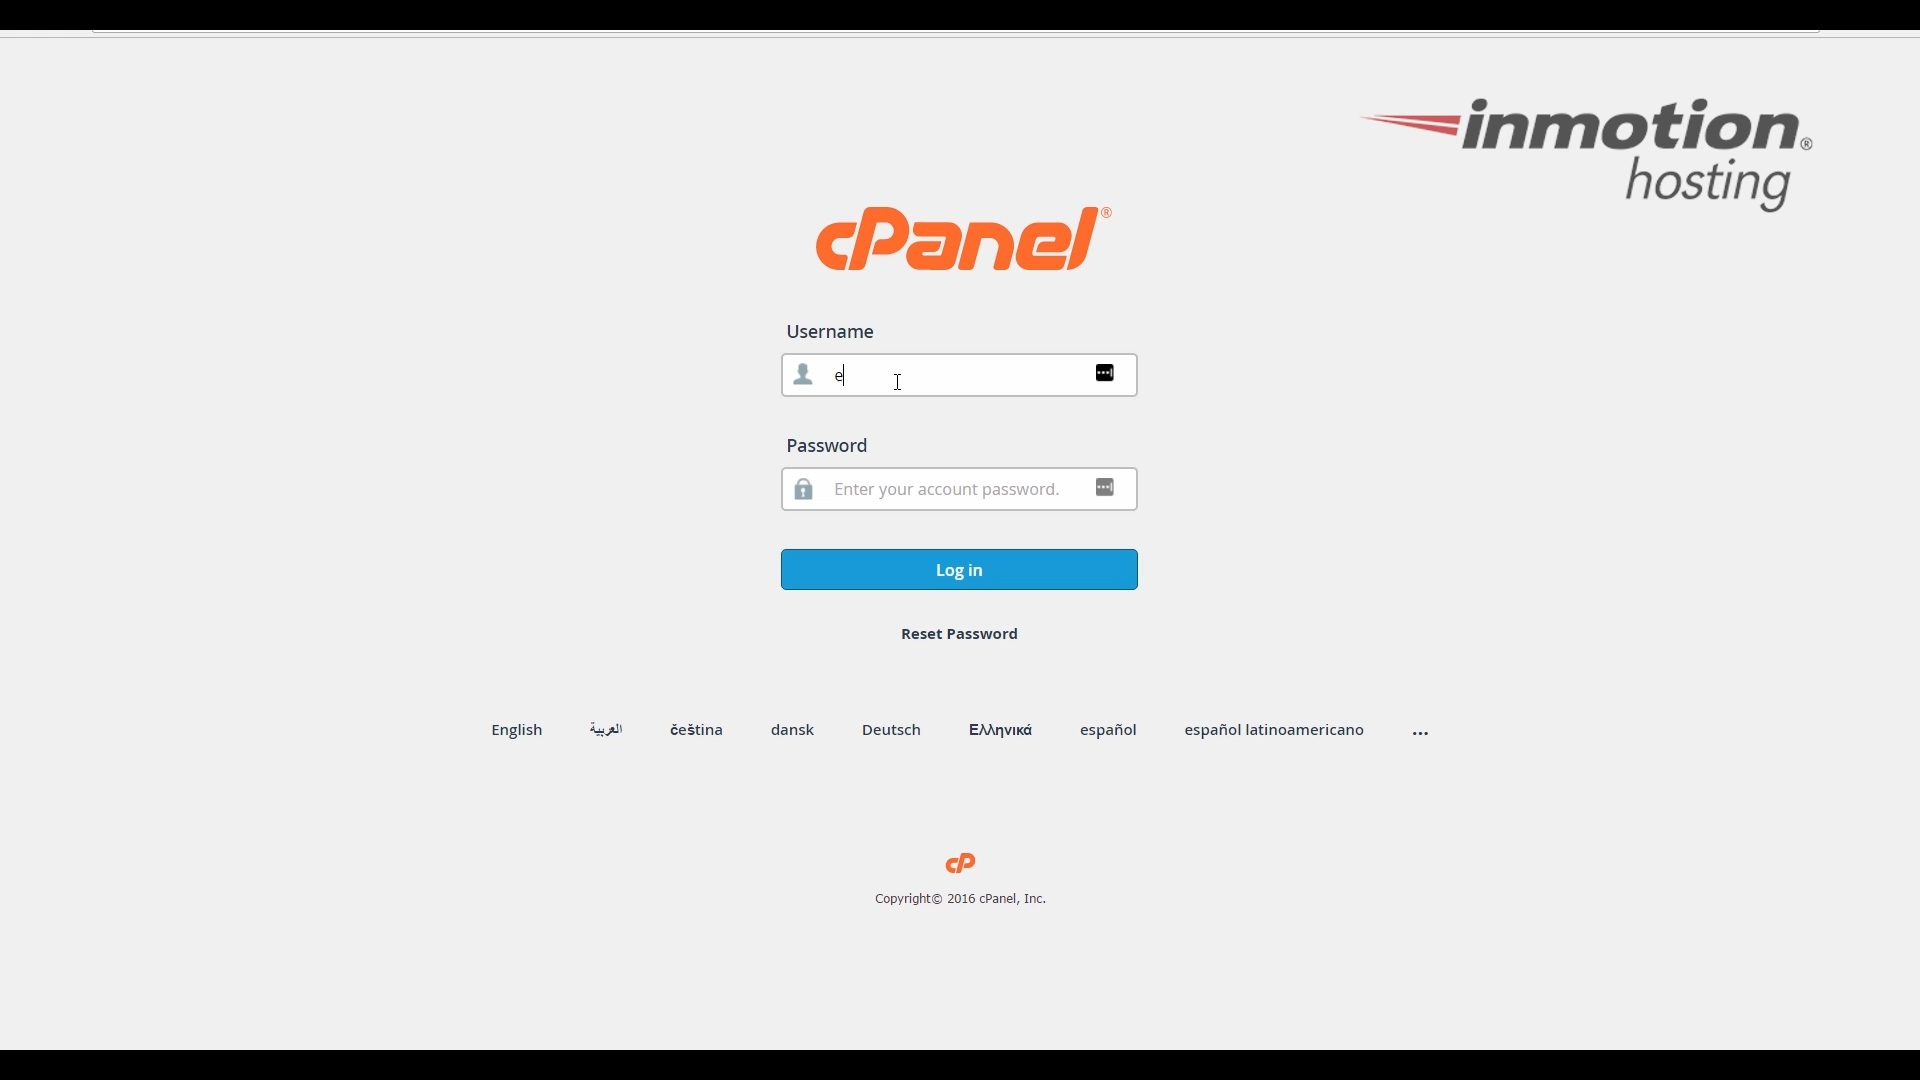 inmotion®
hosting
cPanel®
Username
e
Password
Enter your account password.
Log in
Reset Password
English العربية čeština dansk Deutsch Ελληνικά español español latinoamericano ...
cP
Copyright© 2016 cPanel, Inc.